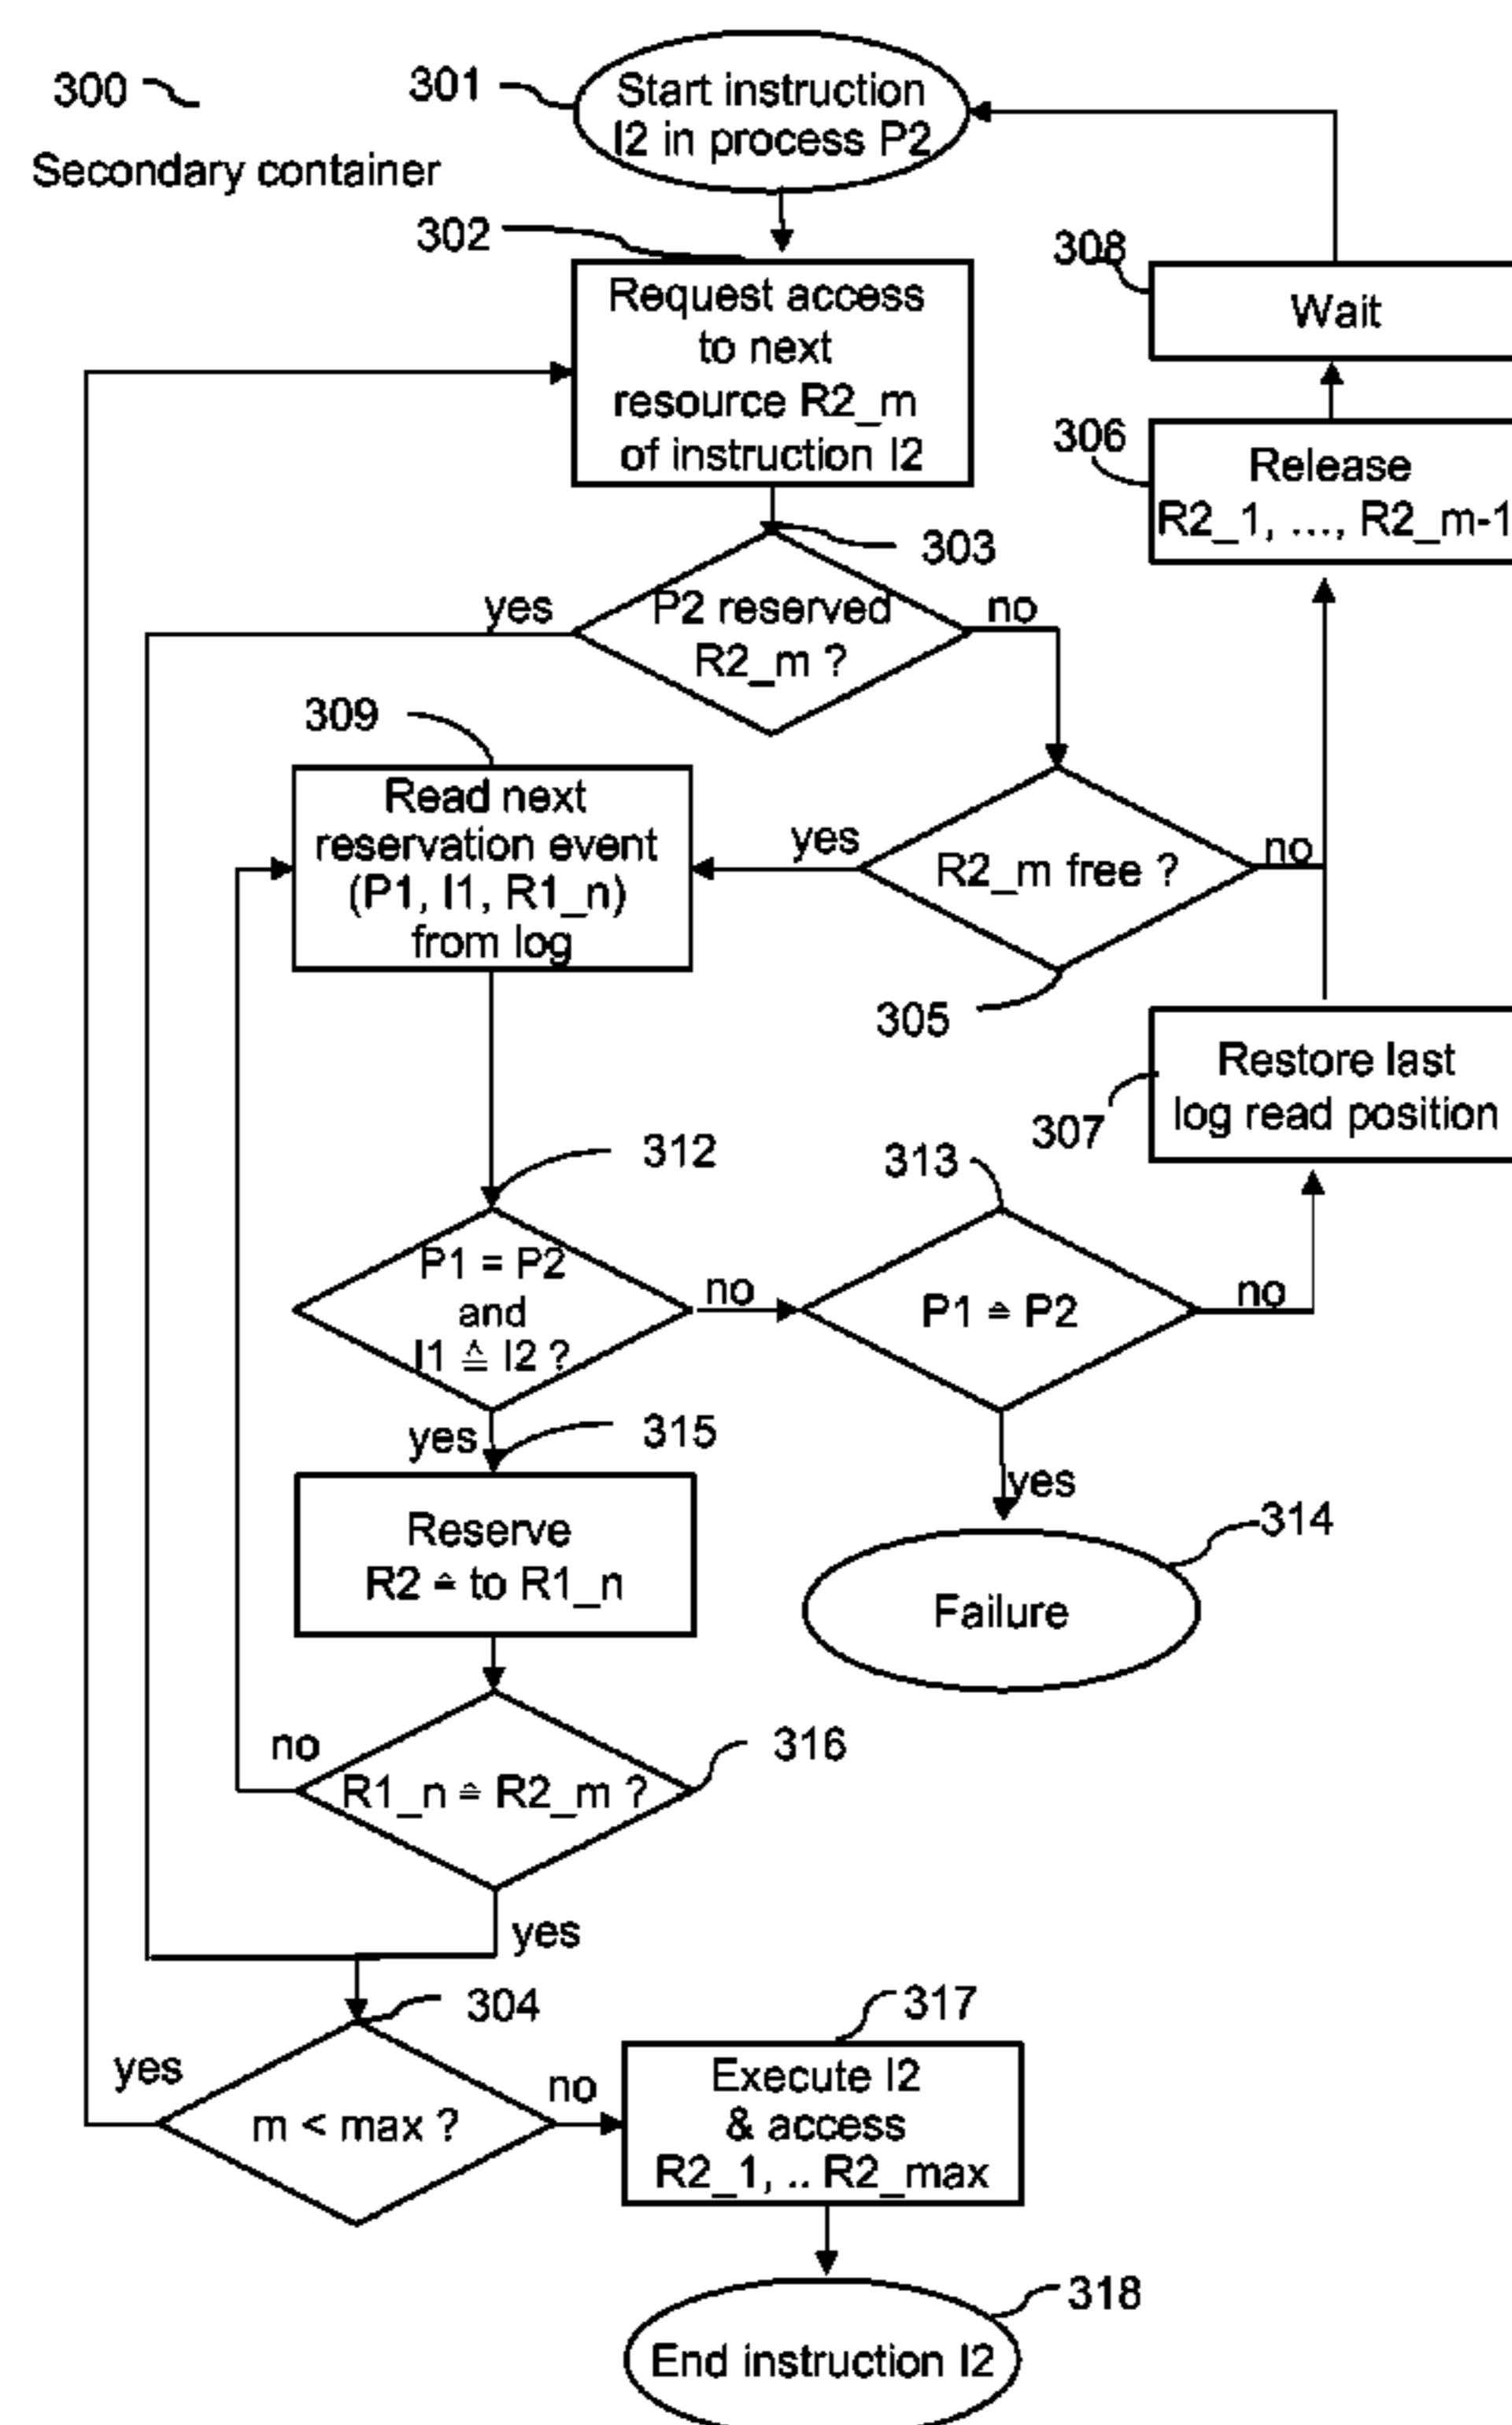 300
301
Start instruction
I2 in process P2
Secondary container
302
Request access
to next
resource R2_m
of instruction I2
308
Wait
306
Release
R2_1, ..., R2_m-1
303
P2 reserved
R2_m ?
yes
no
309
Read next
reservation event
(P1, I1, R1_n)
from log
yes
R2_m free ?
no
305
Restore last
log read position
307
312
P1 = P2
and
I1 ≙ I2 ?
no
313
P1 ≙ P2
no
yes
315
yes
314
Reserve
R2 ≙ to R1_n
Failure
316
no
R1_n ≙ R2_m ?
yes
304
yes
m < max ?
no
317
Execute I2
& access
R2_1, .. R2_max
318
End instruction I2